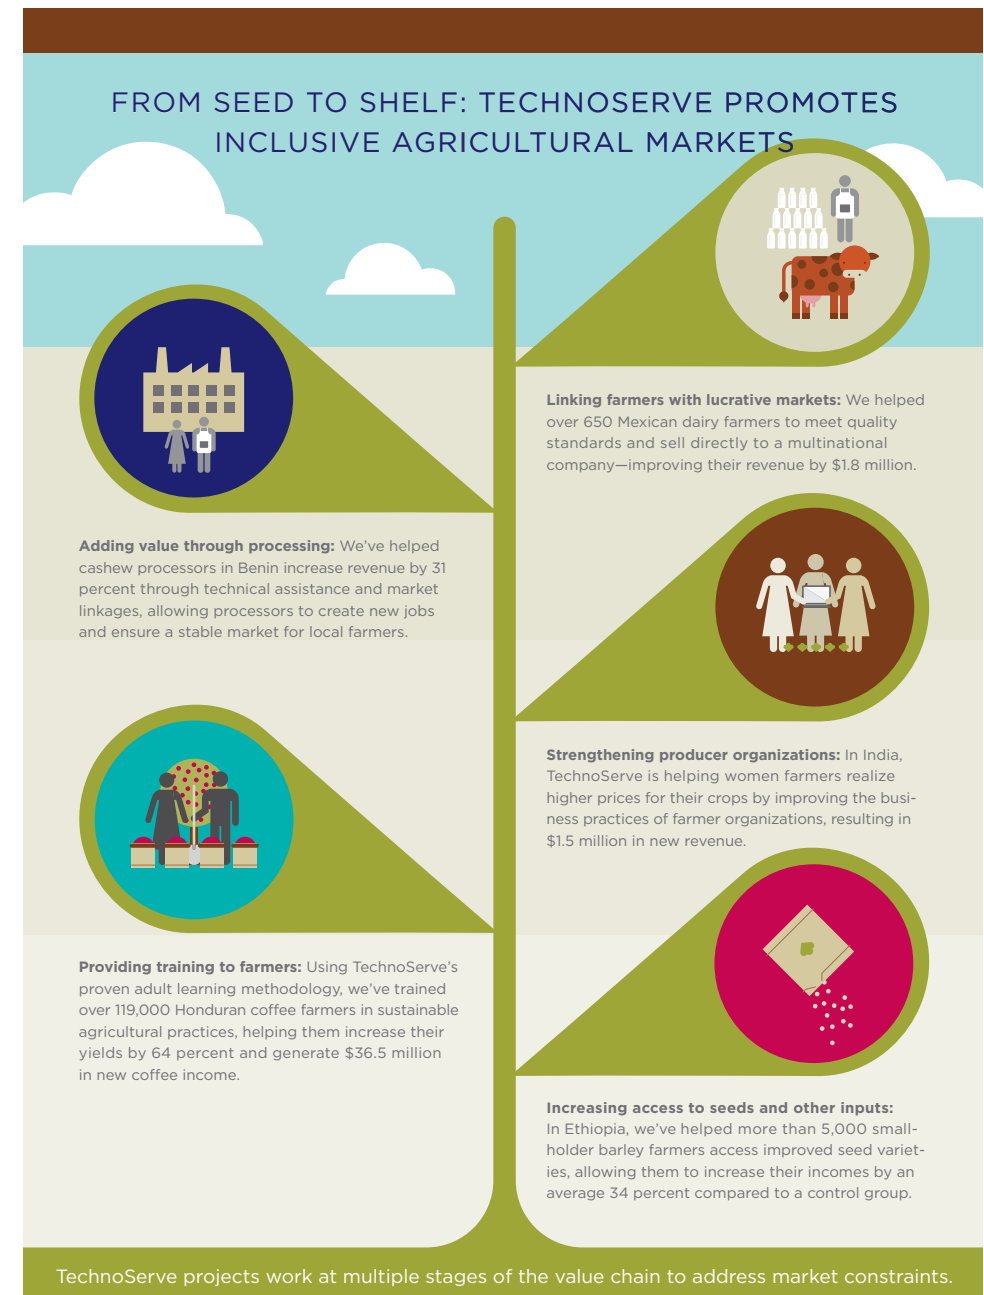 FROM SEED TO SHELF: TECHNOSERVE PROMOTES
INCLUSIVE AGRICULTURAL MARKETS
Linking farmers with lucrative markets: We helped
over 650 Mexican dairy farmers to meet quality
standards and sell directly to a multinational
company—improving their revenue by $1.8 million.
Adding value through processing: We’ve helped
cashew processors in Benin increase revenue by 31
percent through technical assistance and market
linkages, allowing processors to create new jobs
and ensure a stable market for local farmers.
Strengthening producer organizations: In India,
TechnoServe is helping women farmers realize
higher prices for their crops by improving the busi-
ness practices of farmer organizations, resulting in
$1.5 million in new revenue.
Providing training to farmers: Using TechnoServe’s
proven adult learning methodology, we’ve trained
over 119,000 Honduran coffee farmers in sustainable
agricultural practices, helping them increase their
yields by 64 percent and generate $36.5 million
in new coffee income.
Increasing access to seeds and other inputs:
In Ethiopia, we’ve helped more than 5,000 small-
holder barley farmers access improved seed variet-
ies, allowing them to increase their incomes by an
average 34 percent compared to a control group.
TechnoServe projects work at multiple stages of the value chain to address market constraints.